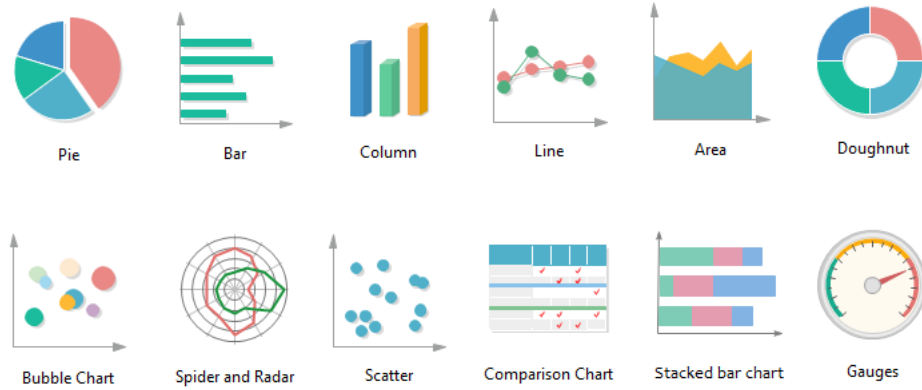 Pie
Bar
Column
Line
Area
Doughnut
Bubble Chart
Spider and Radar
Scatter
Comparison Chart
Stacked bar chart
Gauges